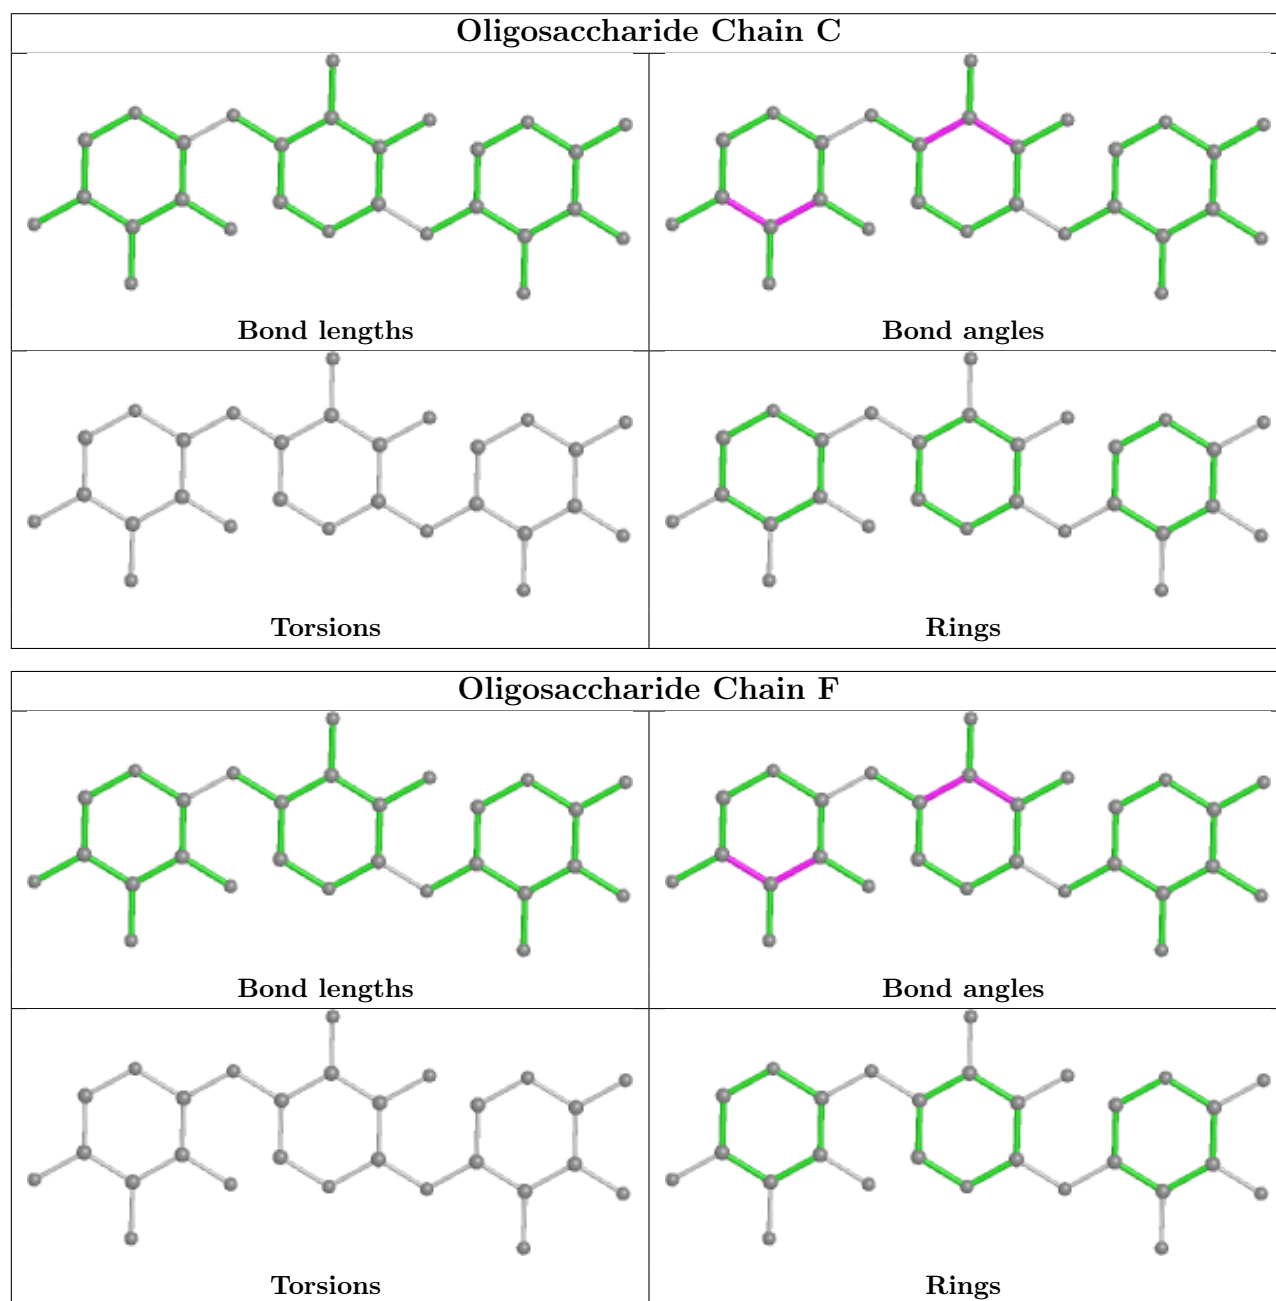 Oligosaccharide Chain C
Bond lengths
Bond angles
Torsions
Rings
Oligosaccharide Chain F
Bond lengths
Bond angles
Torsions
Rings